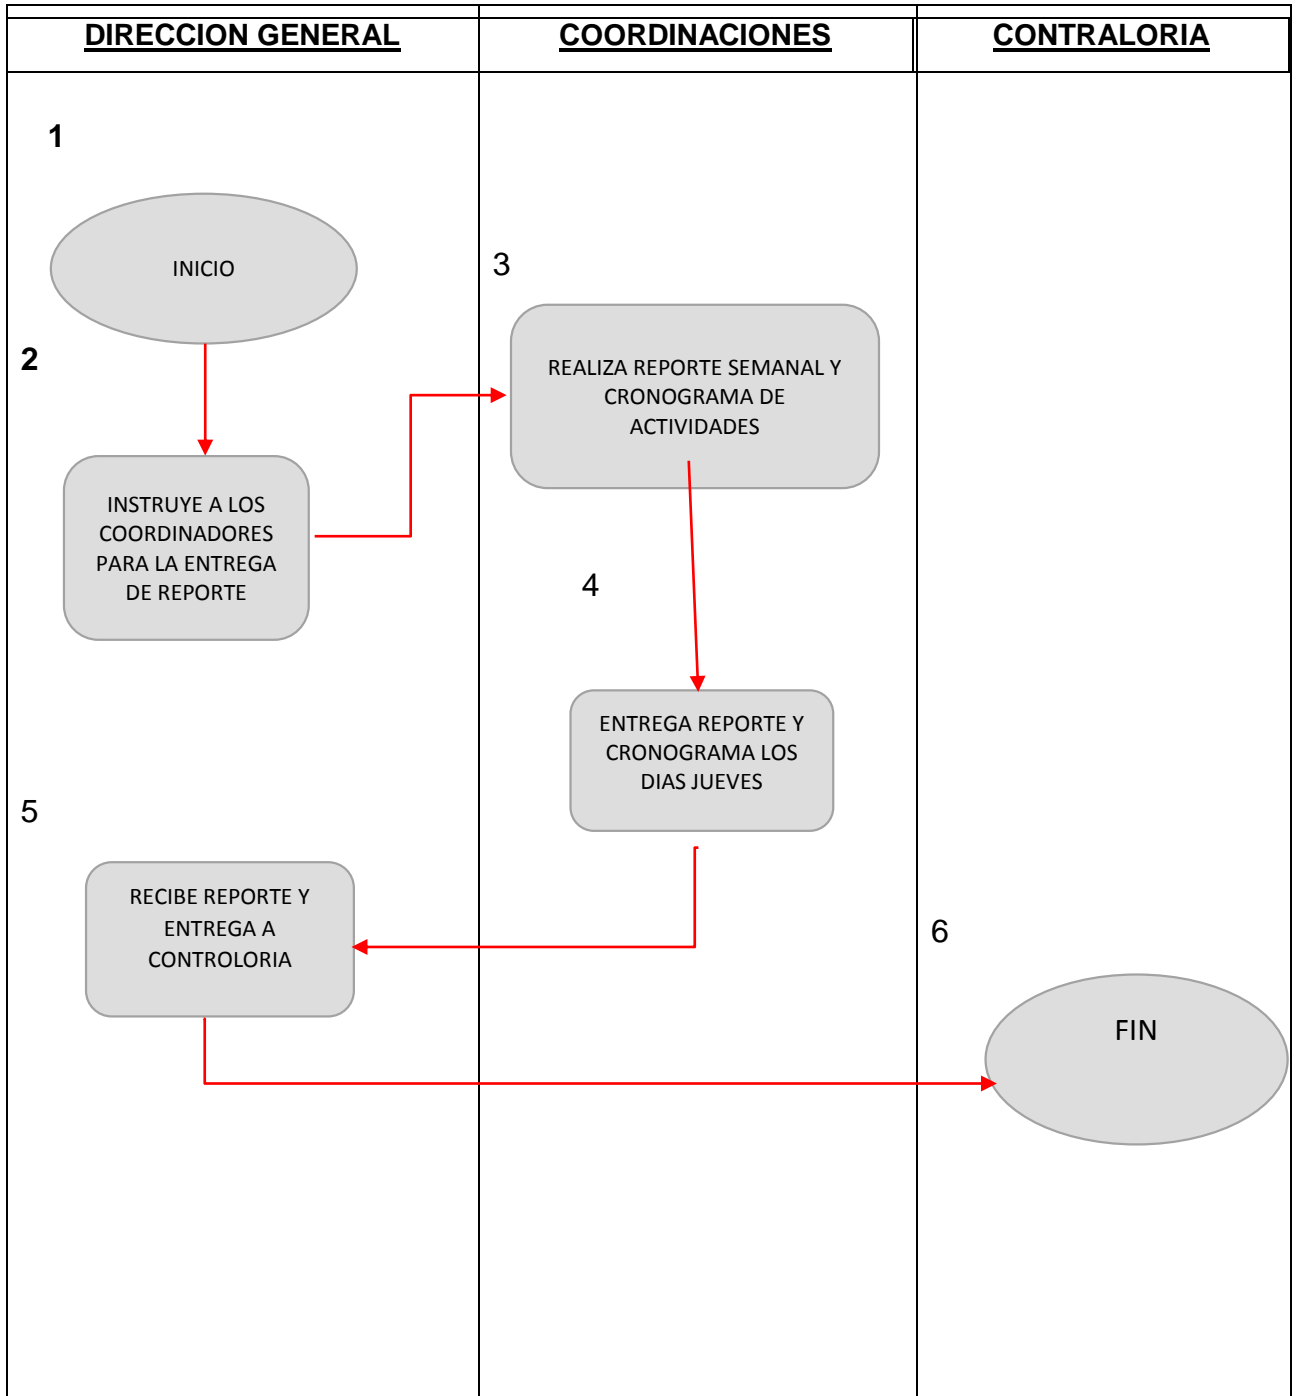 DIRECCION GENERAL
COORDINACIONES
CONTRALORIA
1
INICIO
2
INSTRUYE A LOS
COORDINADORES
PARA LA ENTREGA
DE REPORTE
3
REALIZA REPORTE SEMANAL Y
CRONOGRAMA DE
ACTIVIDADES
4
ENTREGA REPORTE Y
CRONOGRAMA LOS
DIAS JUEVES
5
RECIBE REPORTE Y
ENTREGA A
CONTROLORIA
6
FIN